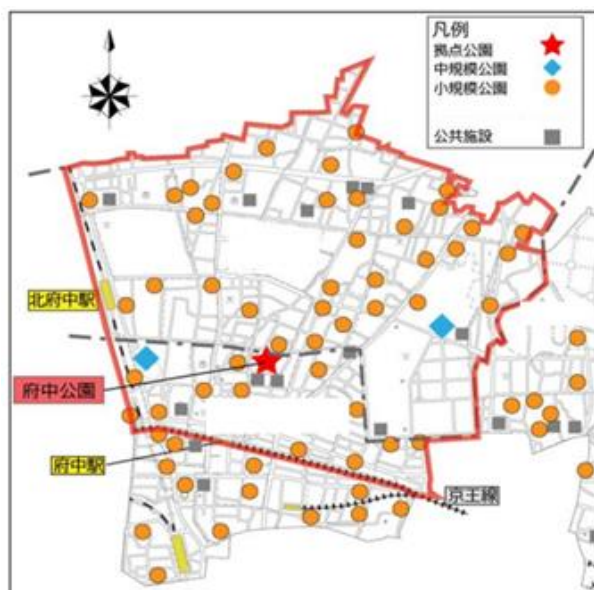 凡例
拠点公園
中規模公園
小規模公園
公共施設
北府中駅
府中公園
府中駅
京王線